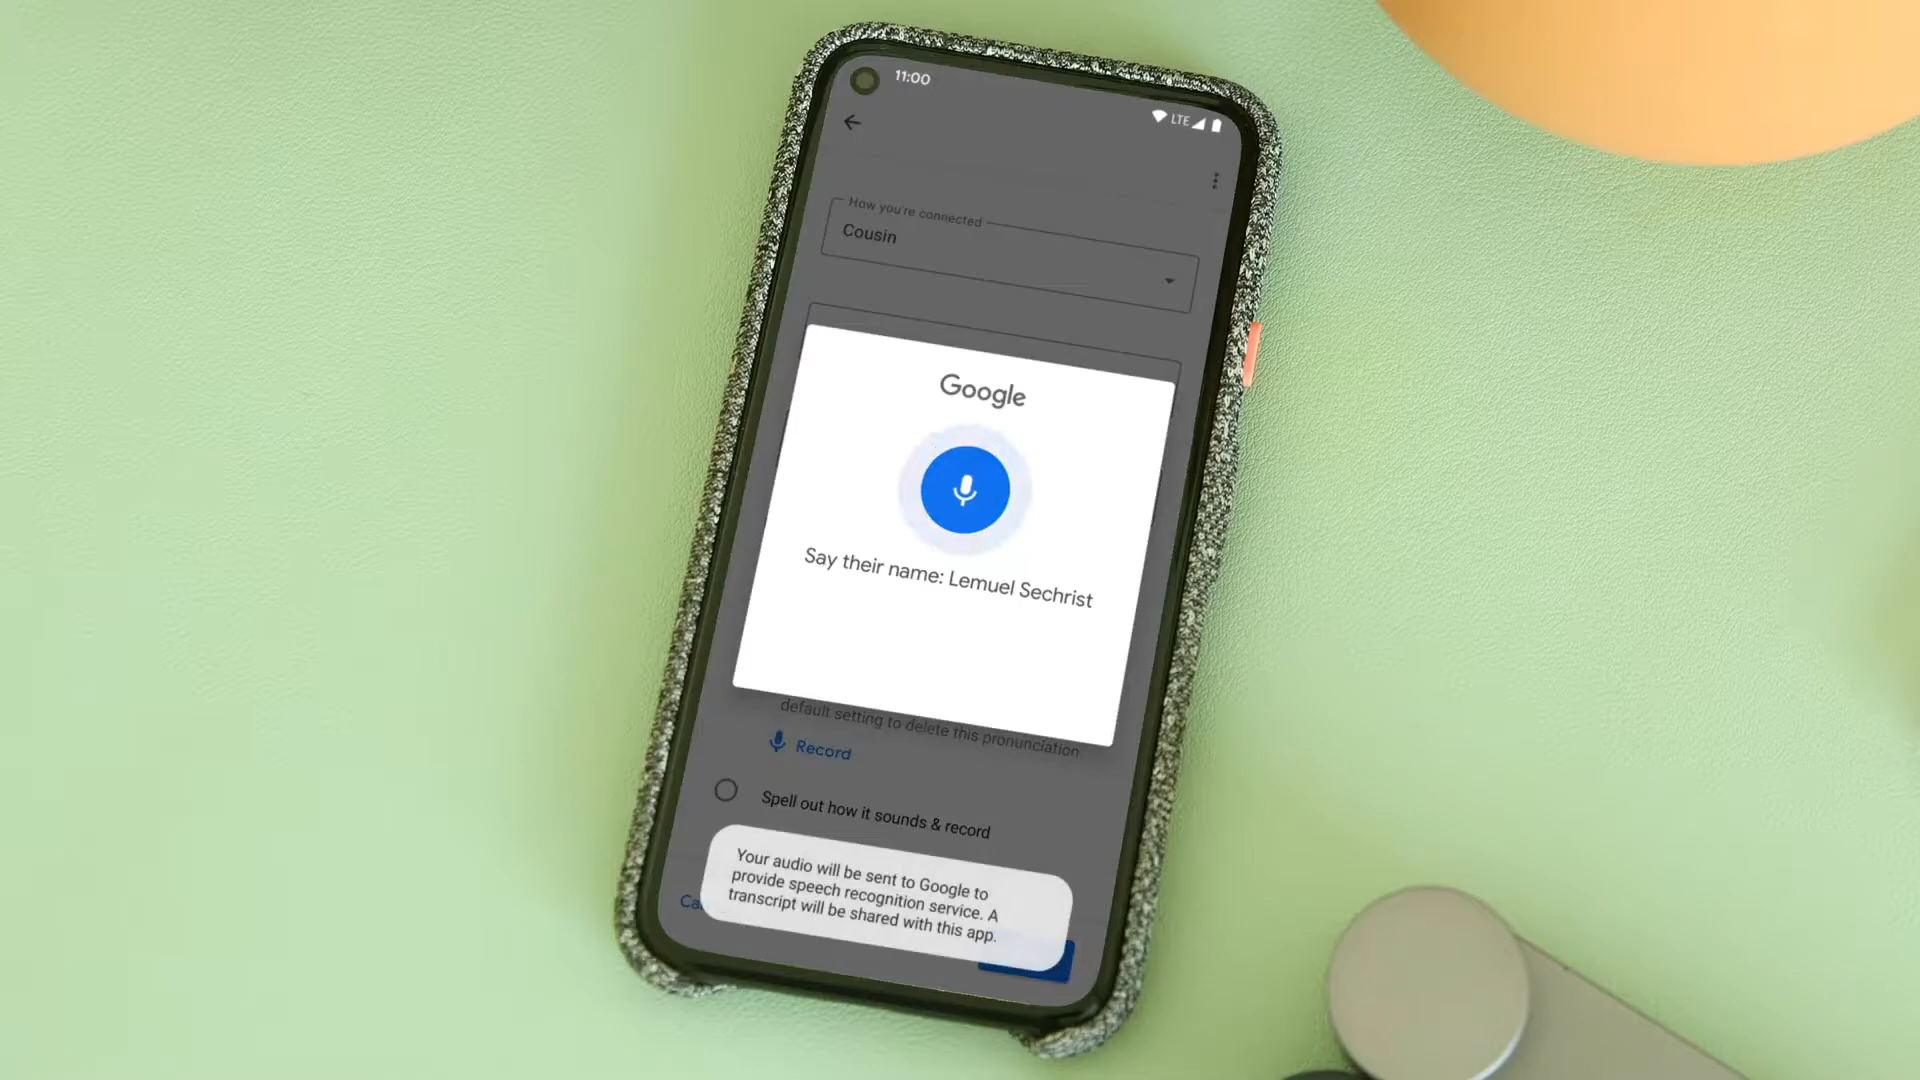 11:00
LTE
How you're connected
Cousin
Google
Say their name: Lemuel Sechrist
default setting to delete this pronunciation.
Record
Spell out how it sounds & record
Your audio will be sent to Google to
provide speech recognition service. A
transcript will be shared with this app.